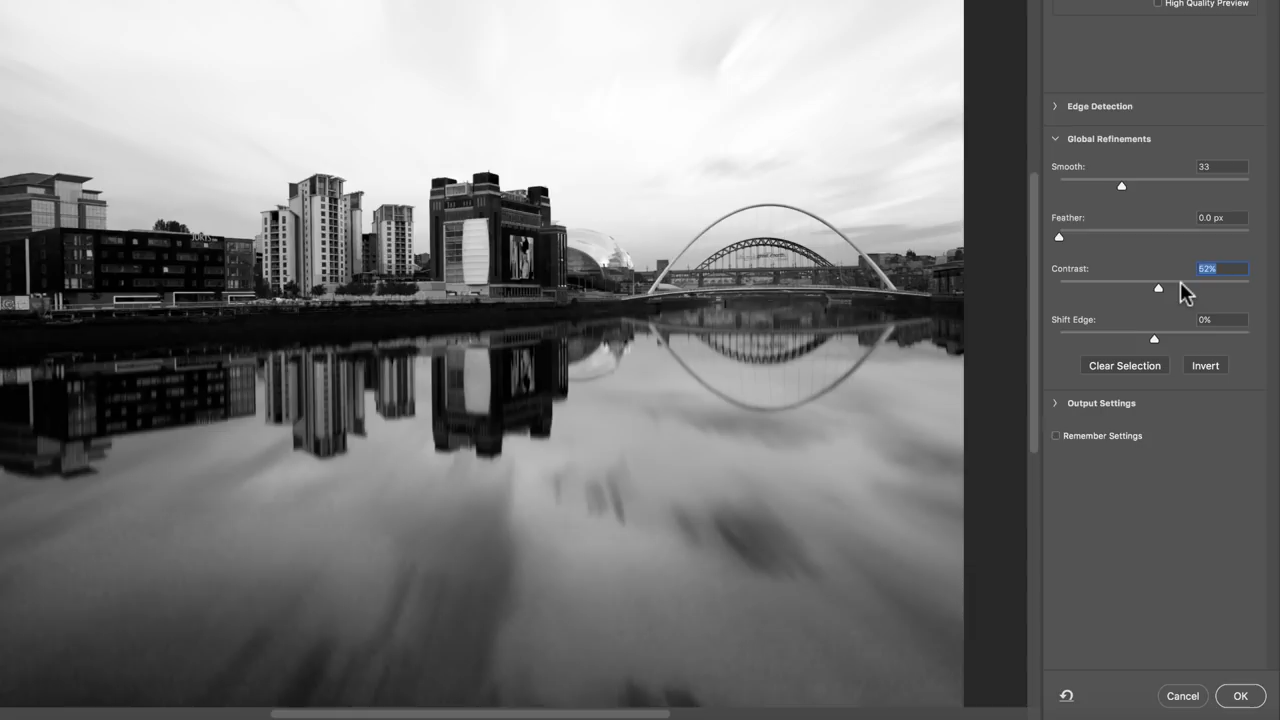 High Quality Preview
Edge Detection
Global Refinements
Smooth: 33
Feather: 0.0 px
Contrast: 52%
Shift Edge: 0%
Clear Selection Invert
Output Settings
Remember Settings
Cancel OK